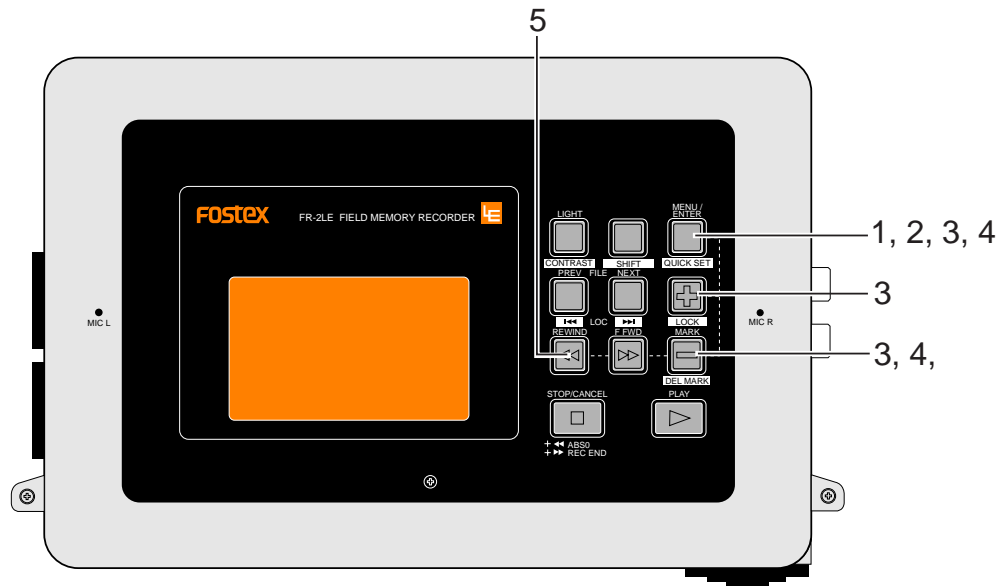 5
FOSTEX
FR-2LE FIELD MEMORY RECORDER LE
LIGHT
MENU /
ENTER
1, 2, 3, 4
CONTRAST SHIFT QUICK SET
PREV FILE NEXT
3
LOC LOCK
MIC L
MIC R
REWIND F FWD MARK
3, 4,
DEL MARK
STOP/CANCEL PLAY
+ ◀◀ ABS0
+ ▶▶ REC END